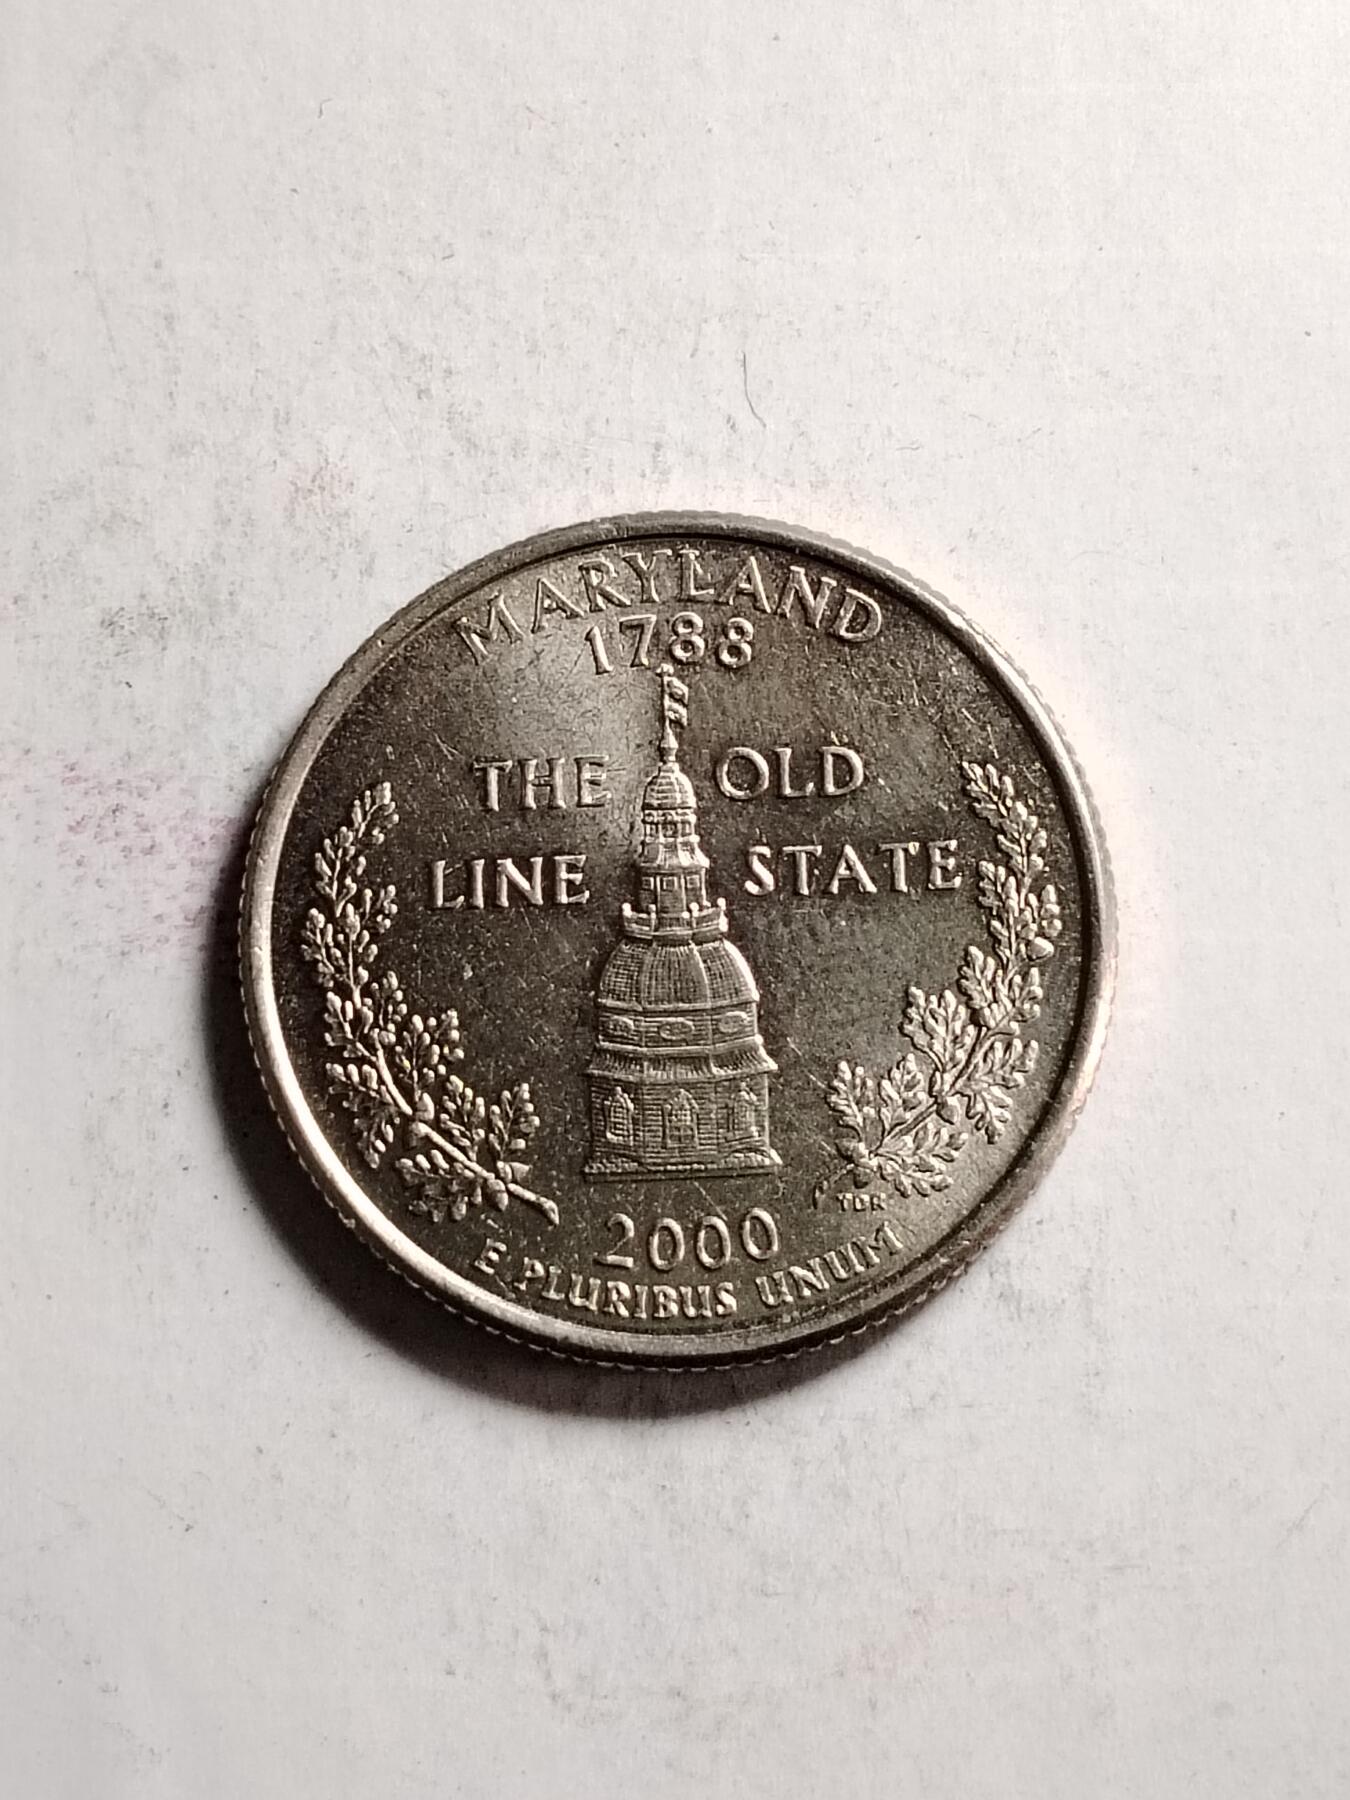 MARYLAND
1788
THE OLD
LINE STATE
TDR
2000
E PLURIBUS UNUM